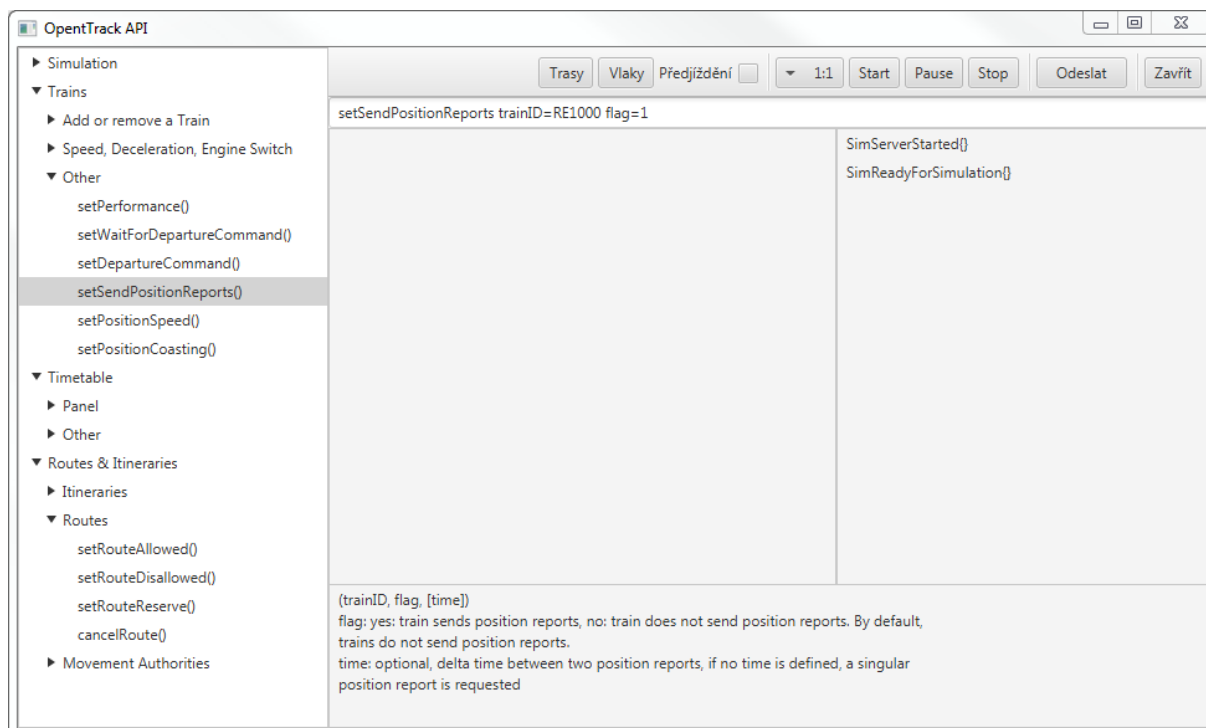 OpentTrack API
Simulation
Trains
Add or remove a Train
Speed, Deceleration, Engine Switch
Other
setPerformance()
setWaitForDepartureCommand()
setDepartureCommand()
setSendPositionReports()
setPositionSpeed()
setPositionCoasting()
Timetable
Panel
Other
Routes & Itineraries
Itineraries
Routes
setRouteAllowed()
setRouteDisallowed()
setRouteReserve()
cancelRoute()
Movement Authorities
Trasy Vlaky Předjíždění 1:1 Start Pause Stop Odeslat Zavřít
setSendPositionReports trainID=RE1000 flag=1
SimServerStarted{}
SimReadyForSimulation{}
(trainID, flag, [time])
flag: yes: train sends position reports, no: train does not send position reports. By default,
trains do not send position reports.
time: optional, delta time between two position reports, if no time is defined, a singular
position report is requested